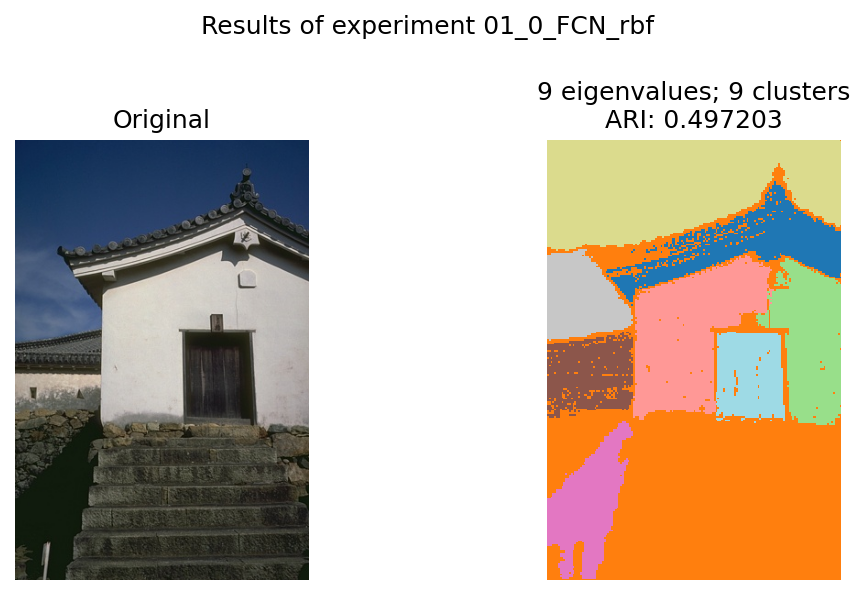 Results of experiment 01_0_FCN_rbf
Original
9 eigenvalues; 9 clusters
ARI: 0.497203